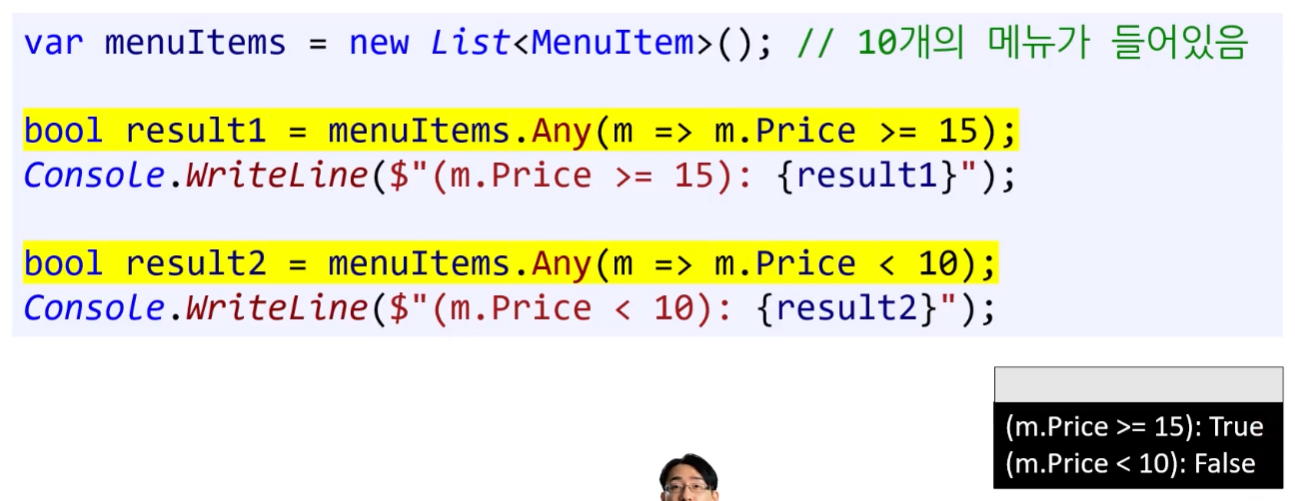 var menuItems = new List<MenuItem>(); // 10개의 메뉴가 들어있음
bool result1 = menuItems.Any(m => m.Price >= 15);
Console.WriteLine($"(m.Price >= 15): {result1}");
bool result2 = menuItems.Any(m => m.Price < 10);
Console.WriteLine($"(m.Price < 10): {result2}");
(m.Price >= 15): True
(m.Price < 10): False